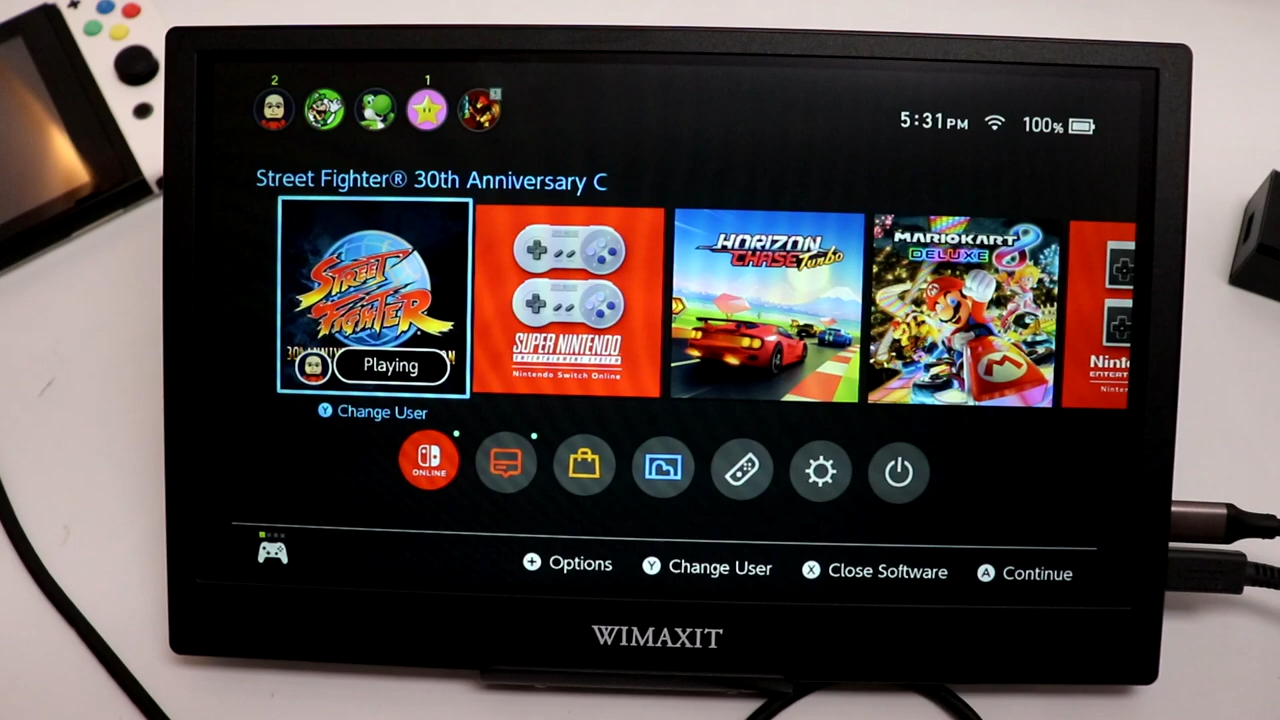 2
1
5:31PM
100%
Street Fighter® 30th Anniversary C
STREET
FIGHTER
Playing
SUPER NINTENDO
ENTERTAINMENT SYSTEM
Nintendo Switch Online
HORIZON
CHASE Turbo
MARIOKART 8
DELUXE
M
Y Change User
ONLINE
+ Options
Y Change User
X Close Software
A Continue
WIMAXIT